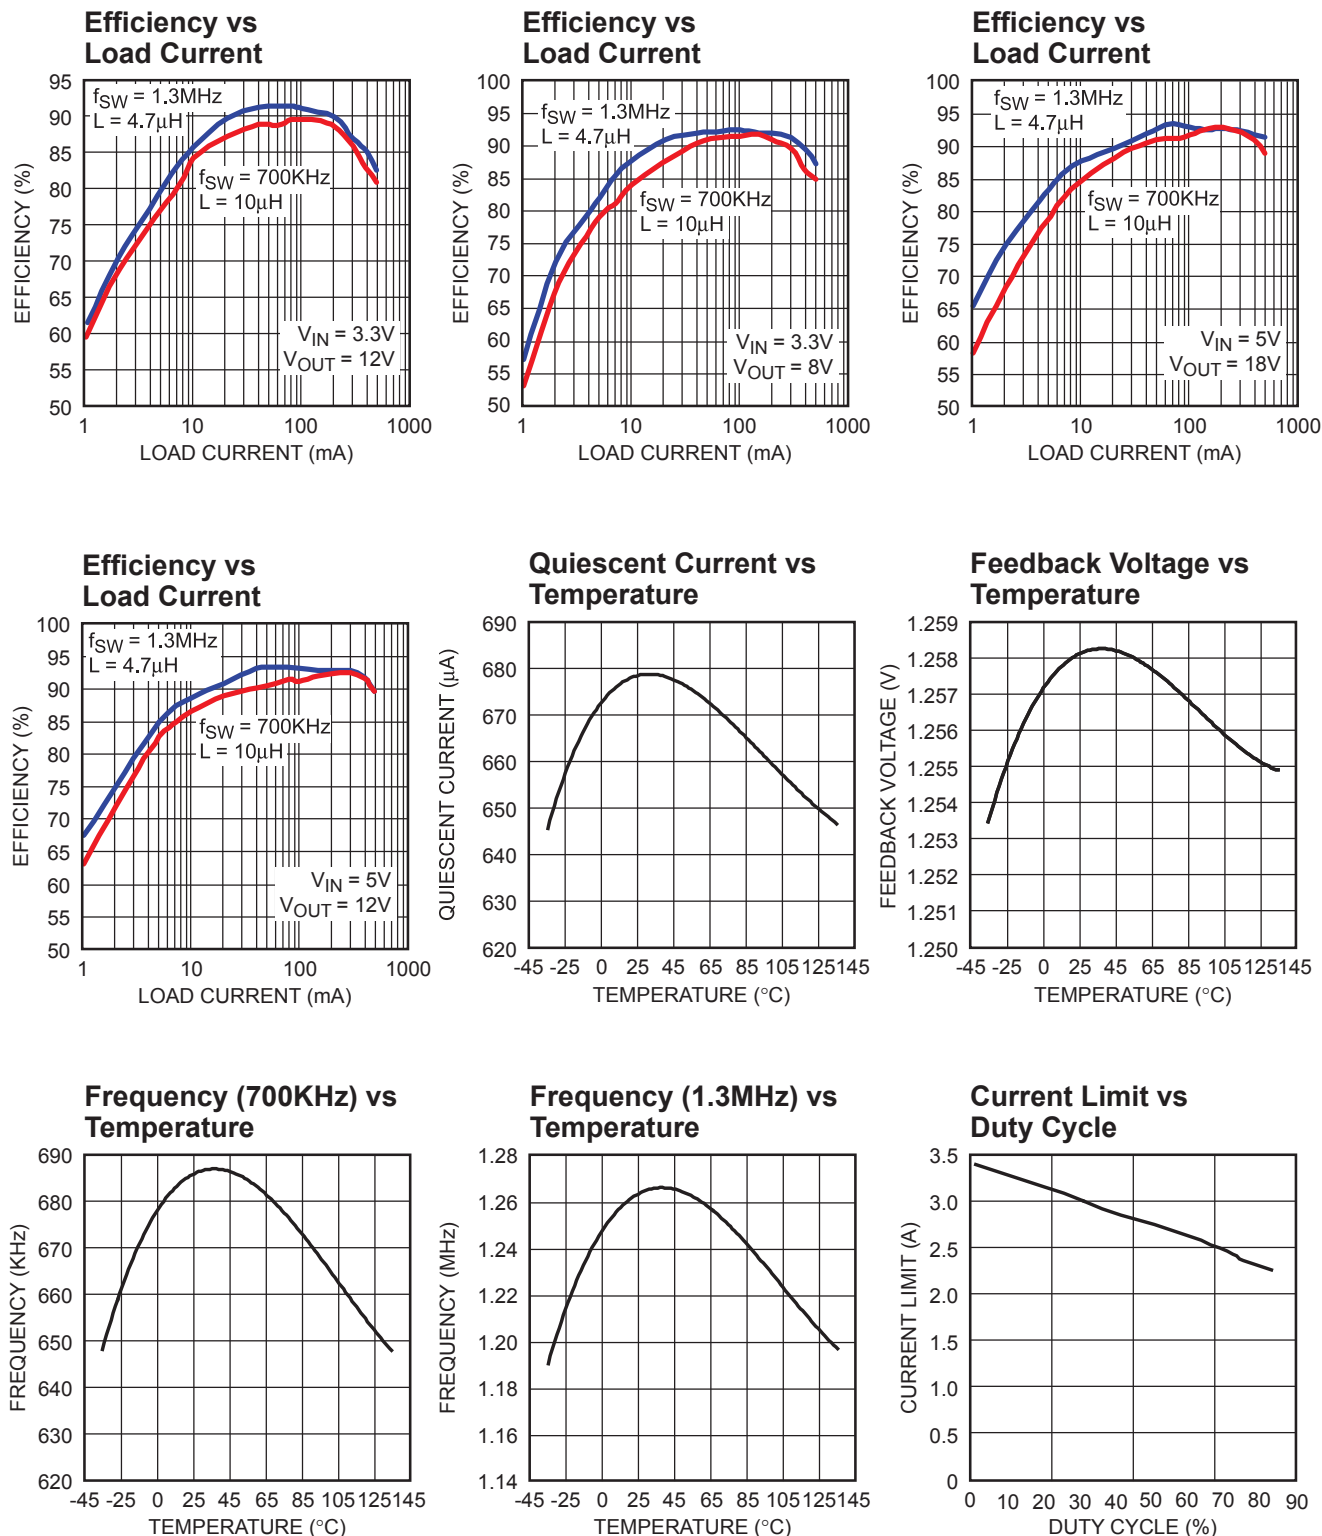 Efficiency vs
Load Current
95
90
85
80
75
70
65
60
55
50
EFFICIENCY (%)
fSW = 1.3MHz
L = 4.7µH
fSW = 700KHz
L = 10µH
VIN = 3.3V
VOUT = 12V
1 10 100 1000
LOAD CURRENT (mA)
Efficiency vs
Load Current
100
95
90
85
80
75
70
65
60
55
50
EFFICIENCY (%)
fSW = 1.3MHz
L = 4.7µH
fSW = 700KHz
L = 10µH
VIN = 3.3V
VOUT = 8V
1 10 100 1000
LOAD CURRENT (mA)
Efficiency vs
Load Current
100
95
90
85
80
75
70
65
60
55
50
EFFICIENCY (%)
fSW = 1.3MHz
L = 4.7µH
fSW = 700KHz
L = 10µH
VIN = 5V
VOUT = 18V
1 10 100 1000
LOAD CURRENT (mA)
Efficiency vs
Load Current
100
95
90
85
80
75
70
65
60
55
50
EFFICIENCY (%)
fSW = 1.3MHz
L = 4.7µH
fSW = 700KHz
L = 10µH
VIN = 5V
VOUT = 12V
1 10 100 1000
LOAD CURRENT (mA)
Quiescent Current vs
Temperature
690
680
670
660
650
640
630
620
QUIESCENT CURRENT (µA)
-45 -25 0 25 45 65 85 105 125 145
TEMPERATURE (°C)
Feedback Voltage vs
Temperature
1.259
1.258
1.257
1.256
1.255
1.254
1.253
1.252
1.251
1.250
FEEDBACK VOLTAGE (V)
-45 -25 0 25 45 65 85 105 125 145
TEMPERATURE (°C)
Frequency (700KHz) vs
Temperature
690
680
670
660
650
640
630
620
FREQUENCY (KHz)
-45 -25 0 25 45 65 85 105 125 145
TEMPERATURE (°C)
Frequency (1.3MHz) vs
Temperature
1.28
1.26
1.24
1.22
1.20
1.18
1.16
1.14
FREQUENCY (MHz)
-45 -25 0 25 45 65 85 105 125 145
TEMPERATURE (°C)
Current Limit vs
Duty Cycle
3.5
3.0
2.5
2.0
1.5
1.0
0.5
0
CURRENT LIMIT (A)
0 10 20 30 40 50 60 70 80 90
DUTY CYCLE (%)